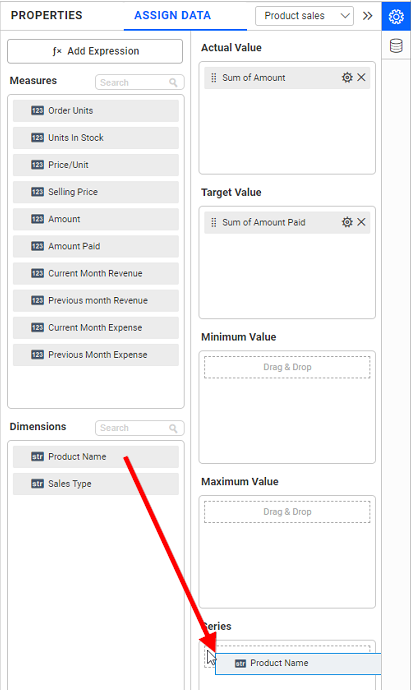 PROPERTIES
ASSIGN DATA
Product sales
ƒx Add Expression
Measures
Search
123 Order Units
123 Units In Stock
123 Price/Unit
123 Selling Price
123 Amount
123 Amount Paid
123 Current Month Revenue
123 Previous month Revenue
123 Current Month Expense
123 Previous Month Expense
Dimensions
Search
str Product Name
str Sales Type
Actual Value
Sum of Amount
Target Value
Sum of Amount Paid
Minimum Value
Drag & Drop
Maximum Value
Drag & Drop
Series
str Product Name